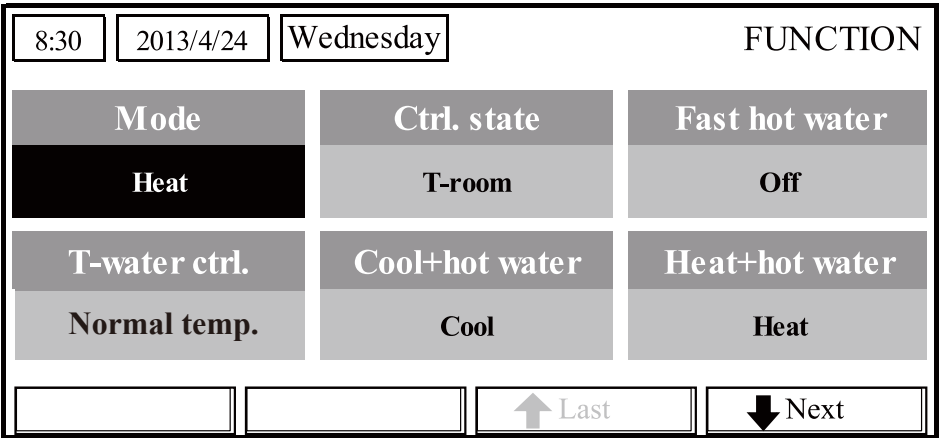 8:30 2013/4/24 Wednesday FUNCTION
Mode Ctrl. state Fast hot water
Heat T-room Off
T-water ctrl. Cool+hot water Heat+hot water
Normal temp. Cool Heat
Last Next